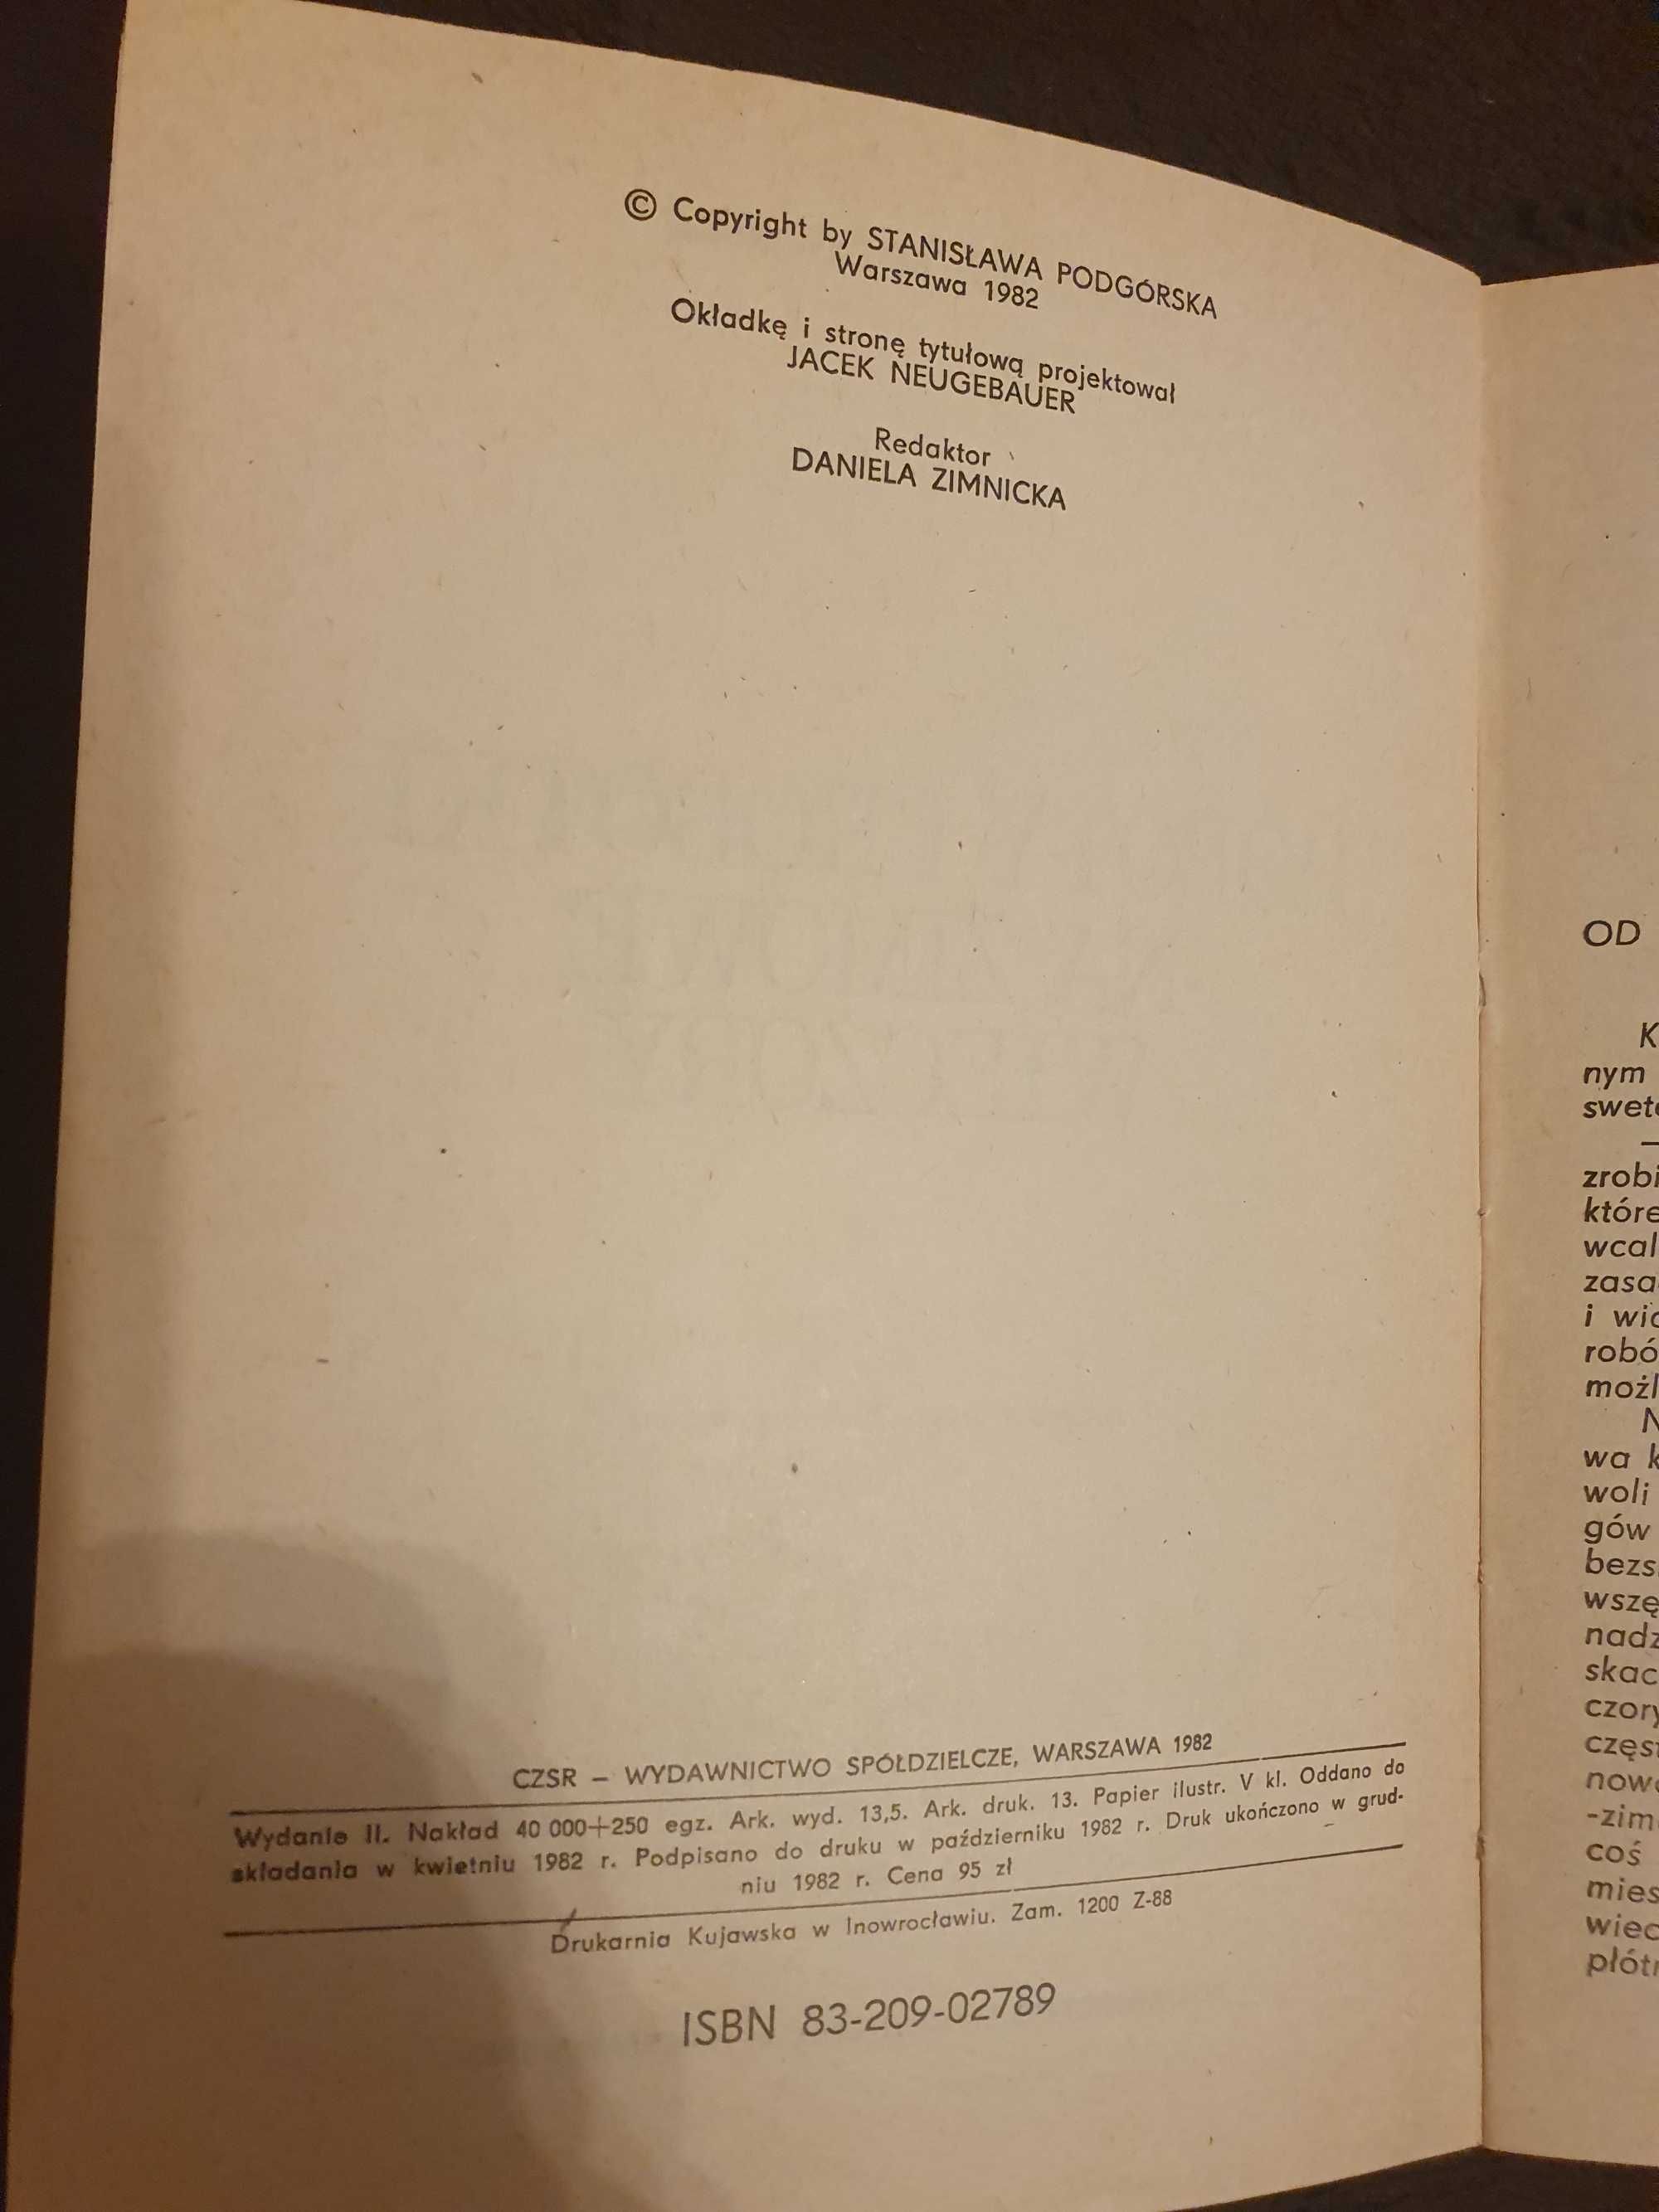 © Copyright by STANISŁAWA PODGÓRSKA
Warszawa 1982
Okładkę i stronę tytułową projektował
JACEK NEUGEBAUER
Redaktor
DANIELA ZIMNICKA
CZSR – WYDAWNICTWO SPÓŁDZIELCZE, WARSZAWA 1982
Wydanie II. Nakład 40 000+250 egz. Ark. wyd. 13,5. Ark. druk. 13. Papier ilustr. V kl. Oddano do
składania w kwietniu 1982 r. Podpisano do druku w październiku 1982 r. Druk ukończono w grud-
niu 1982 r. Cena 95 zł
Drukarnia Kujawska w Inowrocławiu. Zam. 1200 Z-88
ISBN 83-209-02789
OD
K
nym
swet
–
zrobi
które
wcal
zasa
i wi
robó
możl
N
wa k
woli
gów
bezs
wszę
nadz
skac
czory
częs
now
-zim
coś
mies
wiec
płót